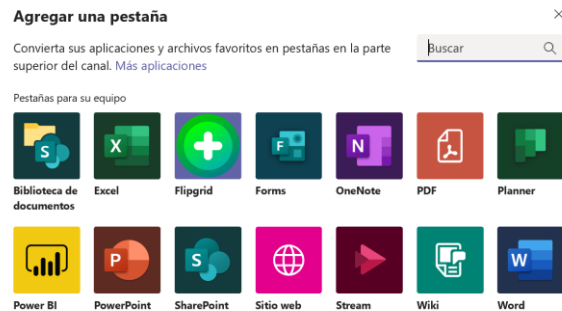 Agregar una pestaña
Convierta sus aplicaciones y archivos favoritos en pestañas en la parte
superior del canal. Más aplicaciones
Buscar
Pestañas para su equipo
S
X
F
N
Biblioteca de
documentos
Excel
Flipgrid
Forms
OneNote
PDF
Planner
P
S
W
Power BI
PowerPoint
SharePoint
Sitio web
Stream
Wiki
Word